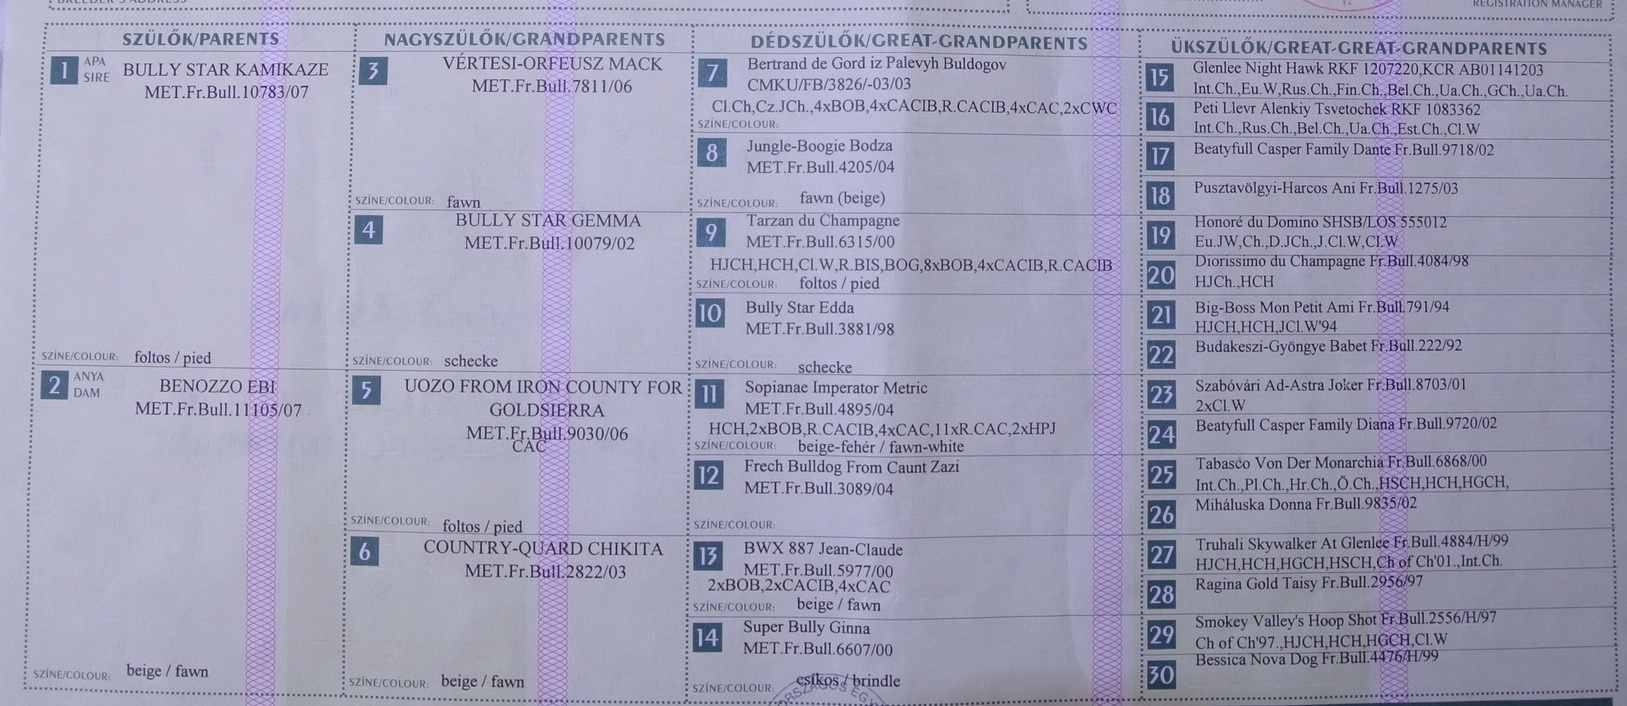 BREEDER'S ADDRESS
REGISTRATION MANAGER
SZÜLŐK/PARENTS
1 APA
SIRE
BULLY STAR KAMIKAZE
MET.Fr.Bull.10783/07
SZÍNE/COLOUR: foltos / pied
2 ANYA
DAM
BENOZZO EBI
MET.Fr.Bull.11105/07
SZÍNE/COLOUR: beige / fawn
NAGYSZÜLŐK/GRANDPARENTS
3 VÉRTESI-ORFEUSZ MACK
MET.Fr.Bull.7811/06
SZÍNE/COLOUR: fawn
4 BULLY STAR GEMMA
MET.Fr.Bull.10079/02
SZÍNE/COLOUR: schecke
5 UOZO FROM IRON COUNTY FOR
GOLDSIERRA
MET.Fr.Bull.9030/06
CAC
SZÍNE/COLOUR: foltos / pied
6 COUNTRY-QUARD CHIKITA
MET.Fr.Bull.2822/03
SZÍNE/COLOUR: beige / fawn
DÉDSZÜLŐK/GREAT-GRANDPARENTS
7 Bertrand de Gord iz Palevyh Buldogov
CMKU/FB/3826/-03/03
Cl.Ch,Cz.JCh.,4xBOB,4xCACIB,R.CACIB,4xCAC,2xCWC
SZÍNE/COLOUR:
8 Jungle-Boogie Bodza
MET.Fr.Bull.4205/04
SZÍNE/COLOUR: fawn (beige)
9 Tarzan du Champagne
MET.Fr.Bull.6315/00
HJCH,HCH,Cl.W,R.BIS,BOG,8xBOB,4xCACIB,R.CACIB
SZÍNE/COLOUR: foltos / pied
10 Bully Star Edda
MET.Fr.Bull.3881/98
SZÍNE/COLOUR: schecke
11 Sopianae Imperator Metric
MET.Fr.Bull.4895/04
HCH,2xBOB,R.CACIB,4xCAC,11xR.CAC,2xHPJ
SZÍNE/COLOUR: beige-fehér / fawn-white
12 Frech Bulldog From Caunt Zazi
MET.Fr.Bull.3089/04
SZÍNE/COLOUR:
13 BWX 887 Jean-Claude
MET.Fr.Bull.5977/00
2xBOB,2xCACIB,4xCAC
SZÍNE/COLOUR: beige / fawn
14 Super Bully Ginna
MET.Fr.Bull.6607/00
SZÍNE/COLOUR: csíkos / brindle
ORSZÁGOS EGY
ÜKSZÜLŐK/GREAT-GREAT-GRANDPARENTS
15 Glenlee Night Hawk RKF 1207220,KCR AB01141203
Int.Ch.,Eu.W,Rus.Ch.,Fin.Ch.,Bel.Ch.,Ua.Ch.,GCh.,Ua.Ch.
16 Peti Llevr Alenkiy Tsvetochek RKF 1083362
Int.Ch.,Rus.Ch.,Bel.Ch.,Ua.Ch.,Est.Ch.,Cl.W
17 Beatyfull Casper Family Dante Fr.Bull.9718/02
18 Pusztavölgyi-Harcos Ani Fr.Bull.1275/03
19 Honoré du Domino SHSB/LOS 555012
Eu.JW,Ch.,D.JCh.,J.Cl.W,Cl.W
20 Diorissimo du Champagne Fr.Bull.4084/98
HJCh.,HCH
21 Big-Boss Mon Petit Ami Fr.Bull.791/94
HJCH,HCH,JCl.W'94
22 Budakeszi-Gyöngye Babet Fr.Bull.222/92
23 Szabóvári Ad-Astra Joker Fr.Bull.8703/01
2xCl.W
24 Beatyfull Casper Family Diana Fr.Bull.9720/02
25 Tabasco Von Der Monarchia Fr.Bull.6868/00
Int.Ch.,Pl.Ch.,Hr.Ch.,Ö.Ch.,HSCH,HCH,HGCH,
26 Miháluska Donna Fr.Bull.9835/02
27 Truhali Skywalker At Glenlee Fr.Bull.4884/H/99
HJCH,HCH,HGCH,HSCH,Ch of Ch'01.,Int.Ch.
28 Ragina Gold Taisy Fr.Bull.2956/97
29 Smokey Valley's Hoop Shot Fr.Bull.2556/H/97
Ch of Ch'97.,HJCH,HCH,HGCH,Cl.W
30 Bessica Nova Dog Fr.Bull.4476/H/99